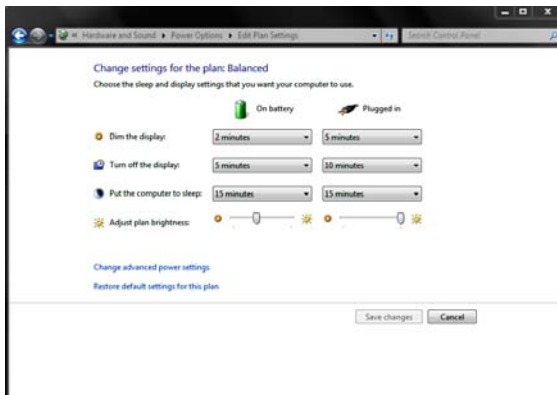 « Hardware and Sound ▸ Power Options ▸ Edit Plan Settings
Search Control Panel
Change settings for the plan: Balanced
Choose the sleep and display settings that you want your computer to use.
On battery Plugged in
Dim the display: 2 minutes 5 minutes
Turn off the display: 5 minutes 10 minutes
Put the computer to sleep: 15 minutes 15 minutes
Adjust plan brightness:
Change advanced power settings
Restore default settings for this plan
Save changes Cancel